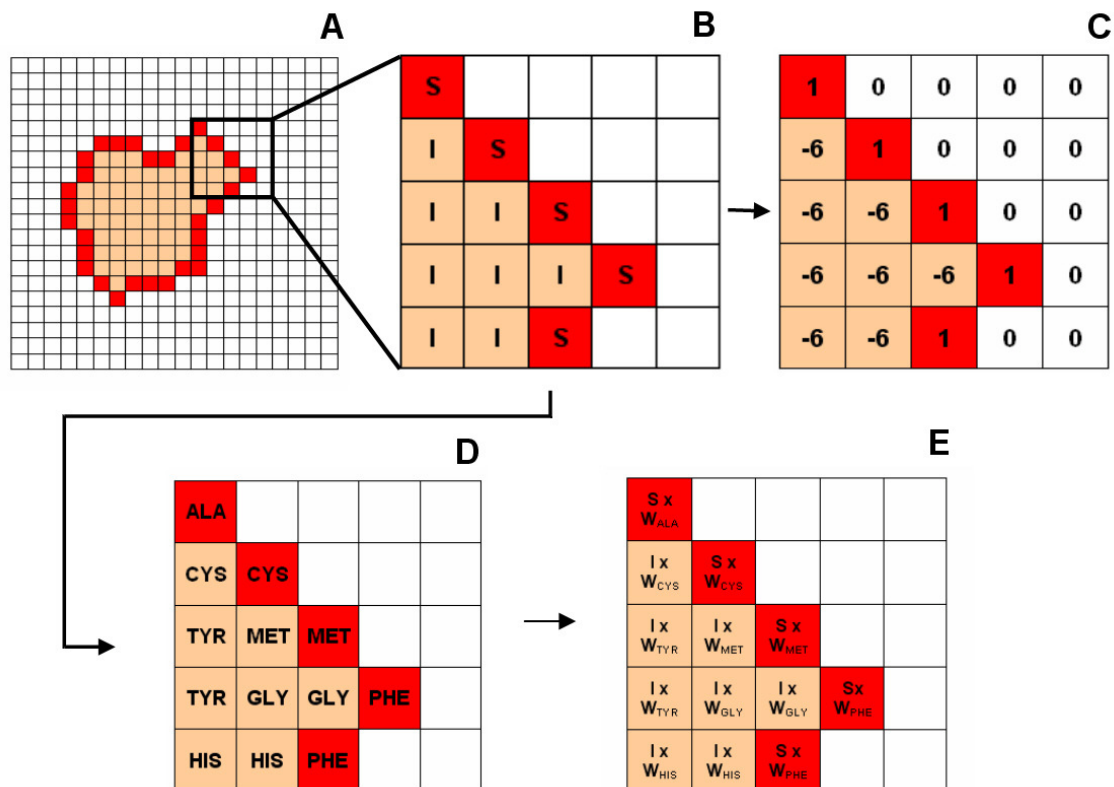 A
B
C
S
I S
I I S
I I I S
I I S
1 0 0 0 0
-6 1 0 0 0
-6 -6 1 0 0
-6 -6 -6 1 0
-6 -6 1 0 0
D
E
ALA
CYS CYS
TYR MET MET
TYR GLY GLY PHE
HIS HIS PHE
S x
WALA
I x S x
WCYS WCYS
I x I x S x
WTYR WMET WMET
I x I x I x Sx
WTYR WGLY WGLY WPHE
I x I x S x
WHIS WHIS WPHE